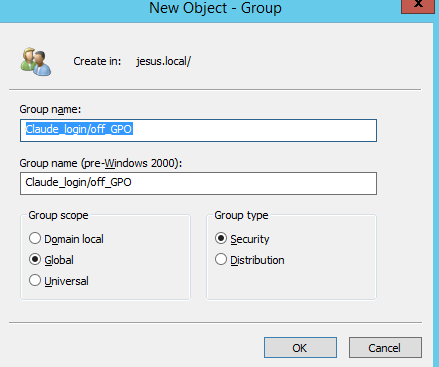 New Object - Group
x
Create in: jesus.local/
Group name:
Claude_login/off_GPO
Group name (pre-Windows 2000):
Claude_login/off_GPO
Group scope
Domain local
Global
Universal
Group type
Security
Distribution
OK
Cancel